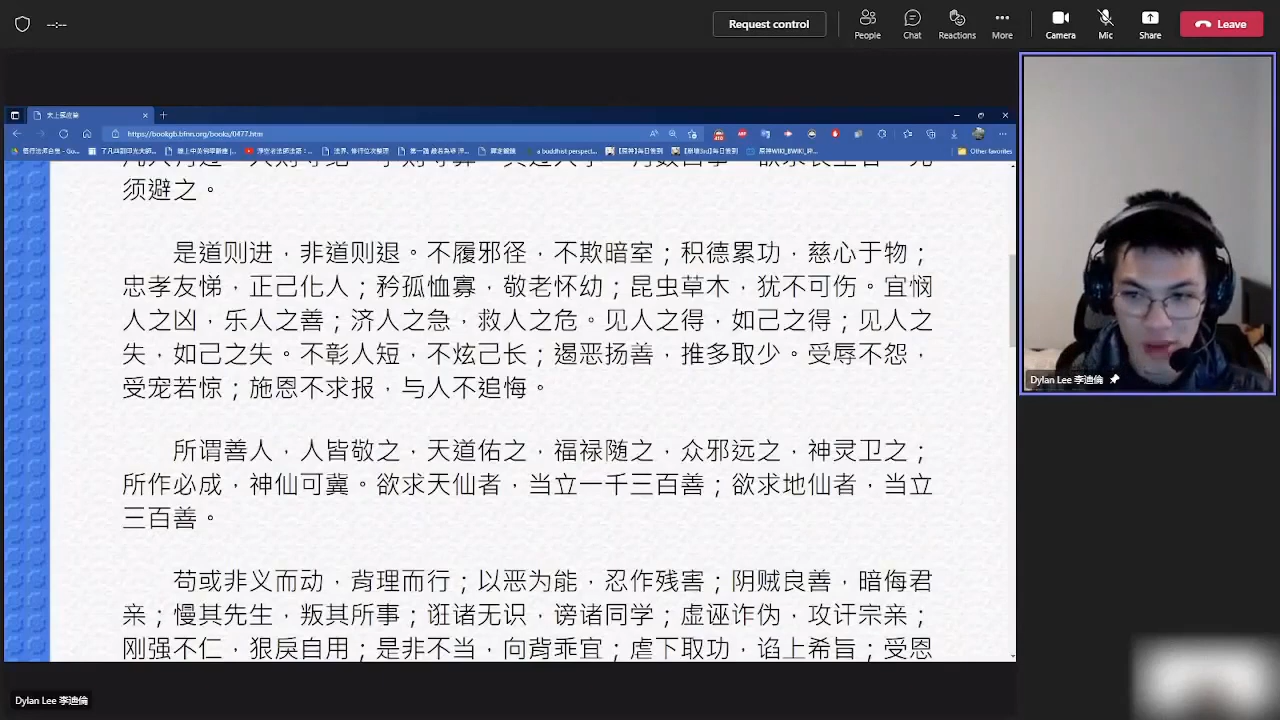 --:--
Request control
People
Chat
Reactions
More
Camera
Mic
Share
Leave
太上感应篇
https://bookgb.bfnn.org/books/0477.htm
a buddhist perspect...
Other favorites
须避之。
是道则进，非道则退。不履邪径，不欺暗室；积德累功，慈心于物；
忠孝友悌，正己化人；矜孤恤寡，敬老怀幼；昆虫草木，犹不可伤。宜悯
人之凶，乐人之善；济人之急，救人之危。见人之得，如己之得；见人之
失，如己之失。不彰人短，不炫己长；遏恶扬善，推多取少。受辱不怨，
受宠若惊；施恩不求报，与人不追悔。
所谓善人，人皆敬之，天道佑之，福禄随之，众邪远之，神灵卫之；
所作必成，神仙可冀。欲求天仙者，当立一千三百善；欲求地仙者，当立
三百善。
苟或非义而动，背理而行；以恶为能，忍作残害；阴贼良善，暗侮君
亲；慢其先生，叛其所事；诳诸无识，谤诸同学；虚诬诈伪，攻讦宗亲；
刚强不仁，狠戾自用；是非不当，向背乖宜；虐下取功，谄上希旨；受恩
Dylan Lee 李迪倫
Dylan Lee 李迪倫